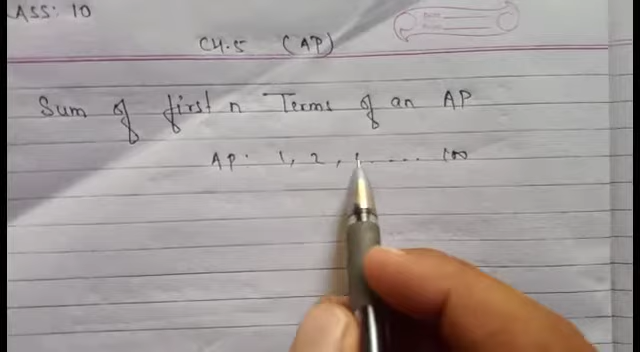 ASS: 10
CH.5 (AP)
Sum of first n Terms of an AP
AP: 1, 2, ..... 100